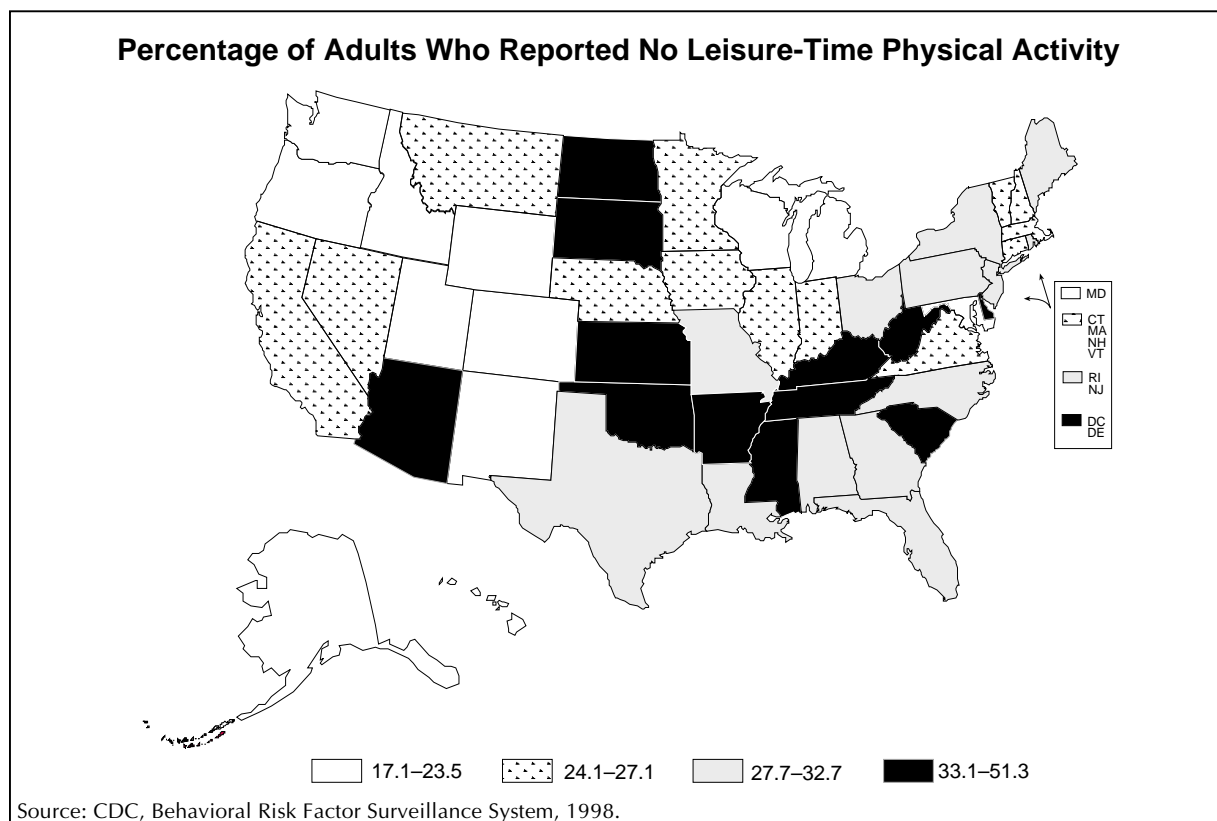 Percentage of Adults Who Reported No Leisure-Time Physical Activity
MD
CT
MA
NH
VT
RI
NJ
DC
DE
17.1–23.5
24.1–27.1
27.7–32.7
33.1–51.3
Source: CDC, Behavioral Risk Factor Surveillance System, 1998.